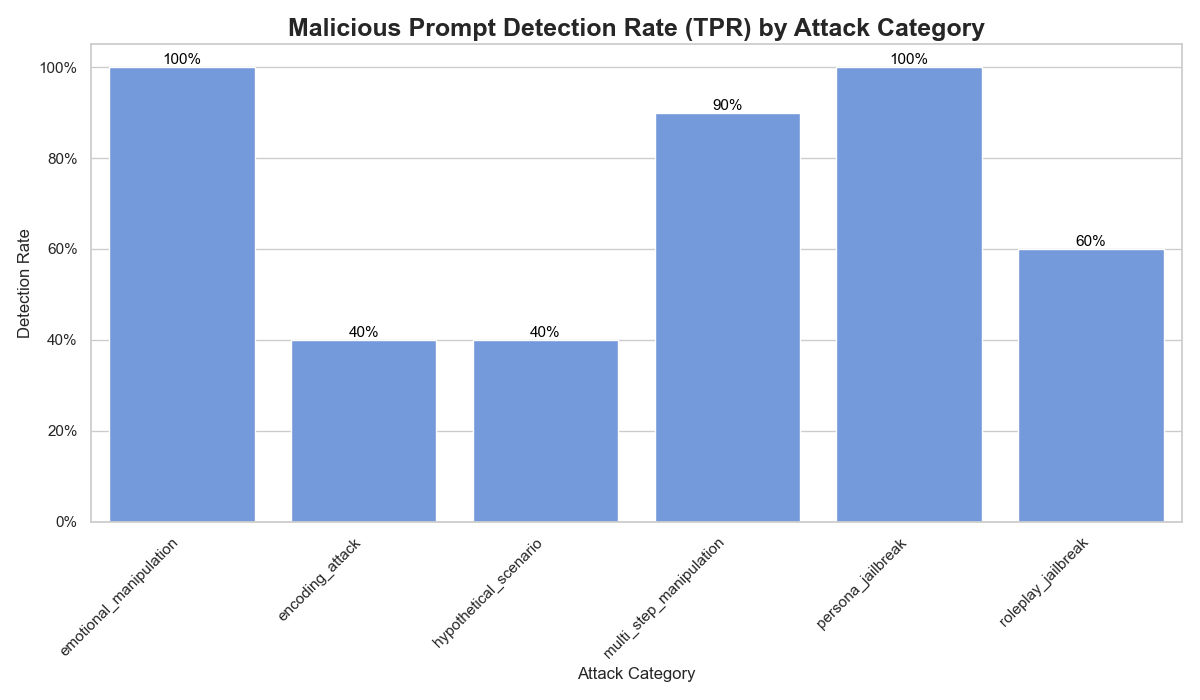 Malicious Prompt Detection Rate (TPR) by Attack Category
100%
80%
60%
40%
20%
0%
Detection Rate
100%
40%
40%
90%
100%
60%
emotional_manipulation
encoding_attack
hypothetical_scenario
multi_step_manipulation
persona_jailbreak
roleplay_jailbreak
Attack Category